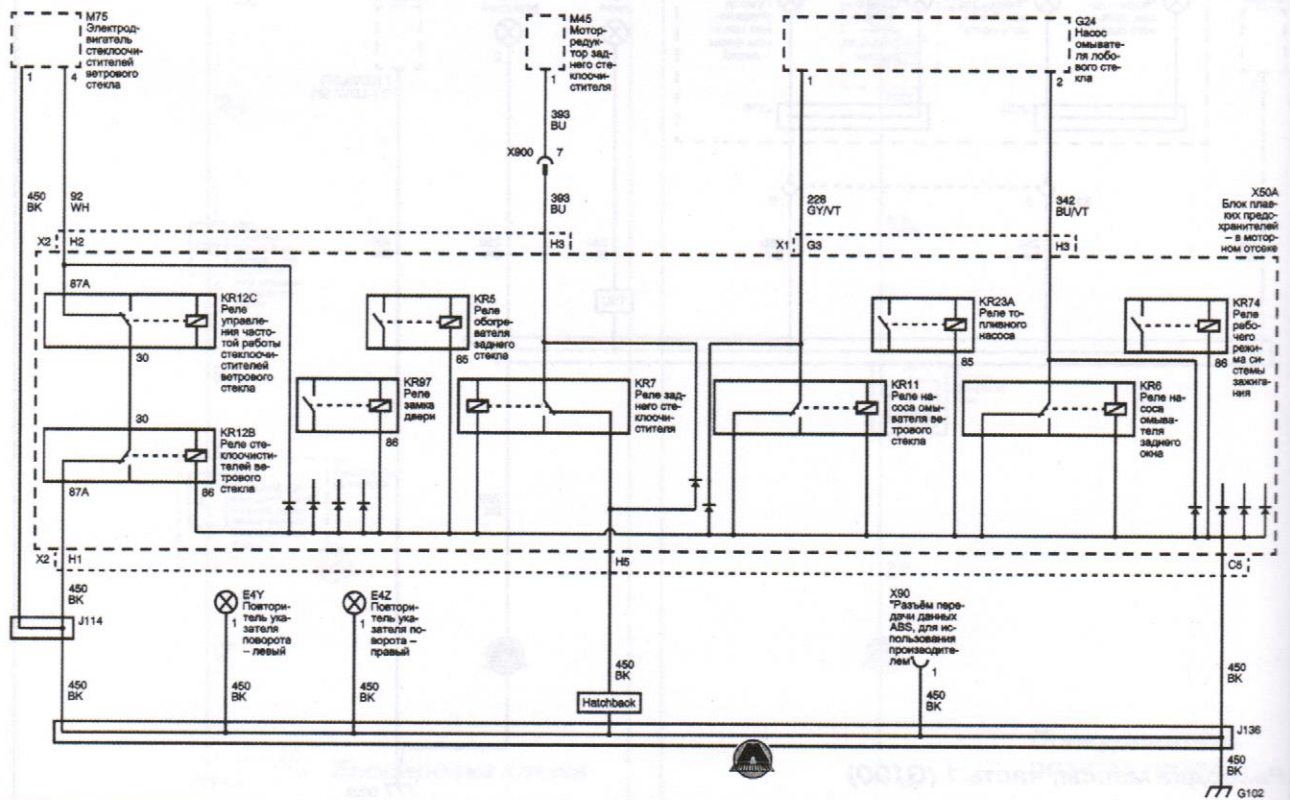 M75
Электрод-
вигатель
стеклоочи-
стителей
ветрового
стекла
1
4
M45
Мотор-
редук-
тор зад-
него сте-
клоочи-
стителя
1
G24
Насос
омывате-
ля лобо-
вого сте-
кла
1
2
393
BU
X900
7
393
BU
450
BK
92
WH
228
GY/VT
342
BU/VT
X50A
Блок плав-
ких предо-
хранителей
– в мотор-
ном отсеке
X2
H2
H3
X1
G3
H3
87A
KR12C
Реле
управле-
ния часто-
той работы
стеклоочи-
стителей
ветрового
стекла
30
KR5
Реле
обогре-
вателя
заднего
стекла
85
KR23A
Реле то-
пливного
насоса
85
KR74
Реле
рабо-
чего
режи-
ма си-
стемы
зажига-
ния
86
KR97
Реле
замка
двери
86
KR7
Реле зад-
него сте-
клоочи-
стителя
KR11
Реле на-
соса омы-
вателя ве-
трового
стекла
KR6
Реле на-
соса
омыва-
теля
заднего
окна
30
KR12B
Реле сте-
клоочисти-
телей ве-
трового
стекла
87A
86
X2
H1
H5
C6
450
BK
J114
E4Y
Повтори-
тель ука-
зателя
поворота
– левый
1
E4Z
Повтори-
тель ука-
зателя по-
ворота –
правый
1
X90
"Разъём пере-
дачи данных
ABS, для ис-
пользования
производите-
лем"
1
450
BK
450
BK
450
BK
450
BK
450
BK
450
BK
Hatchback
J136
450
BK
G102